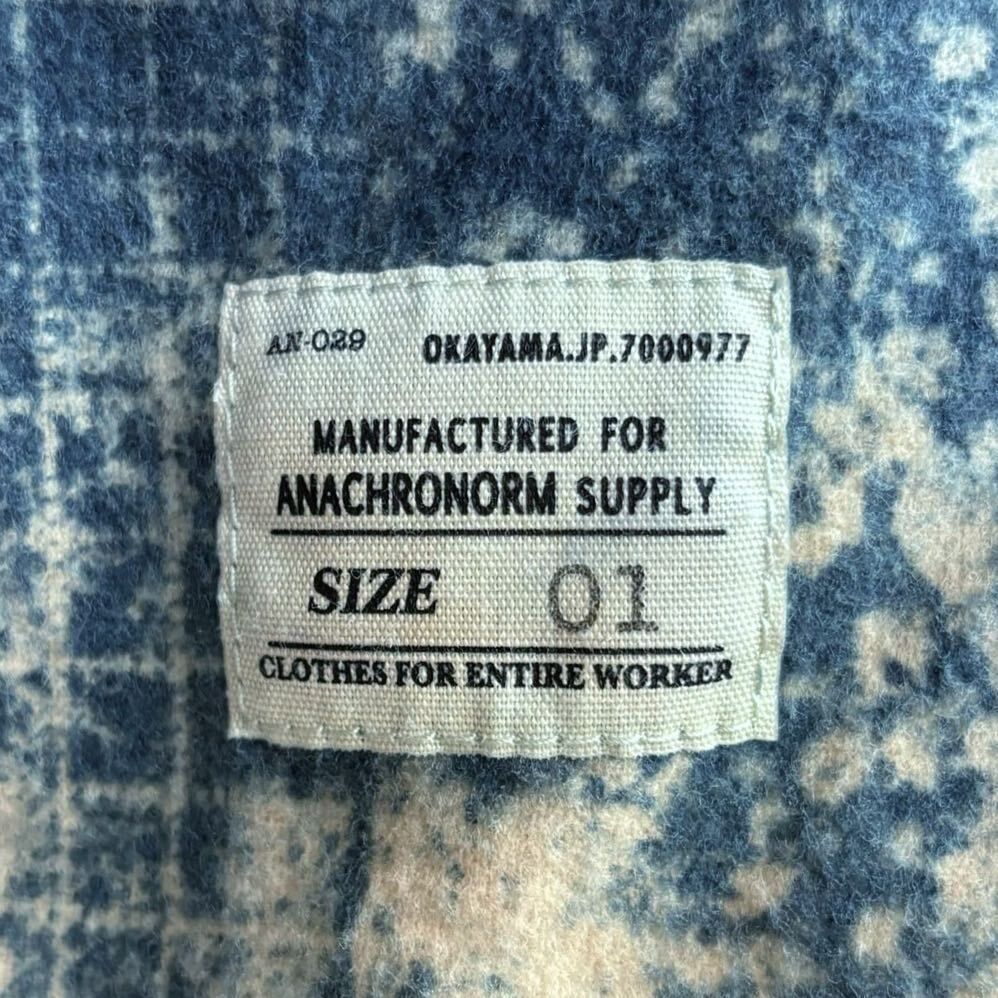 AN-029 OKAYAMA.JP.7000977
MANUFACTURED FOR
ANACHRONORM SUPPLY
SIZE 01
CLOTHES FOR ENTIRE WORKER